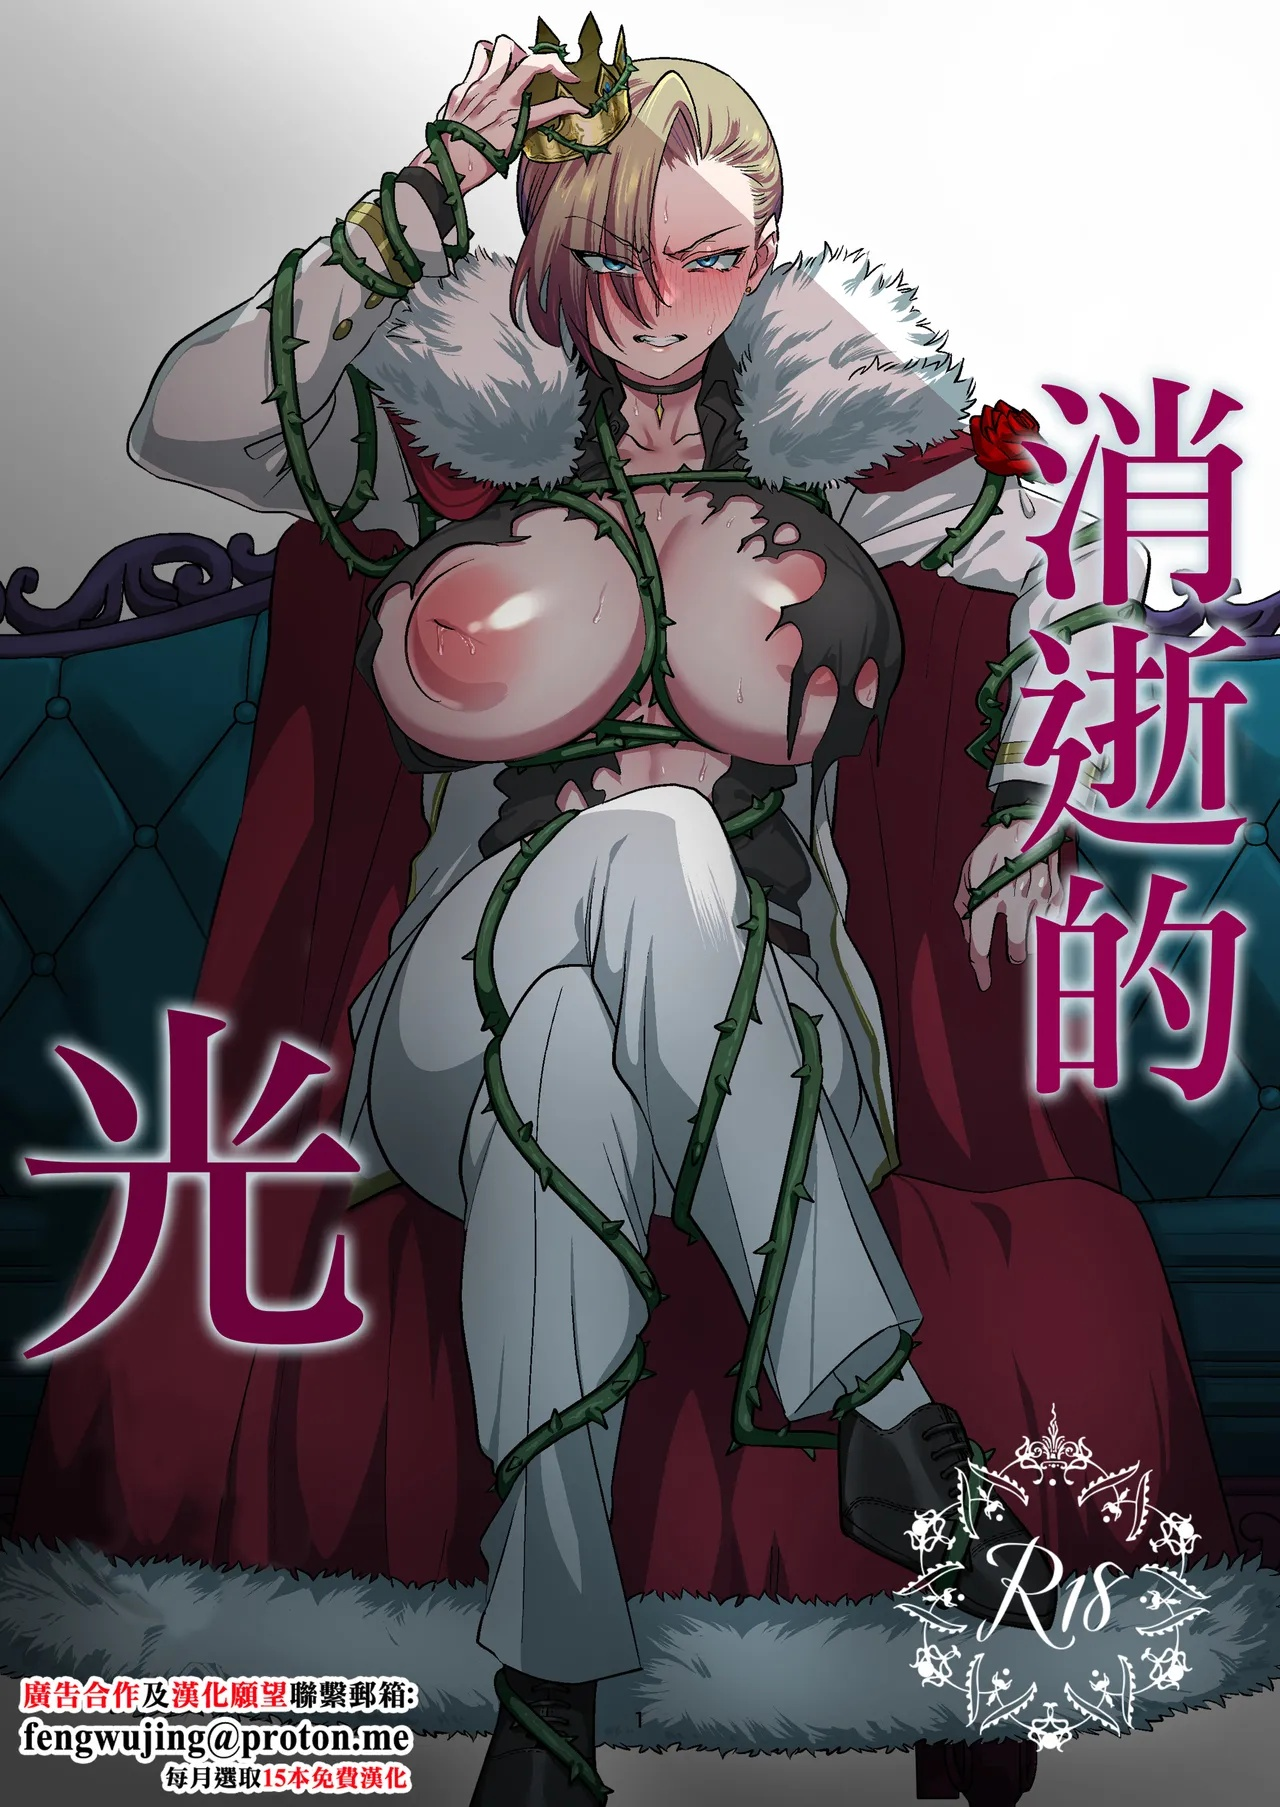 消逝的
光
R18
廣告合作及漢化願望聯繫郵箱:
fengwujing@proton.me
每月選取15本免費漢化
1